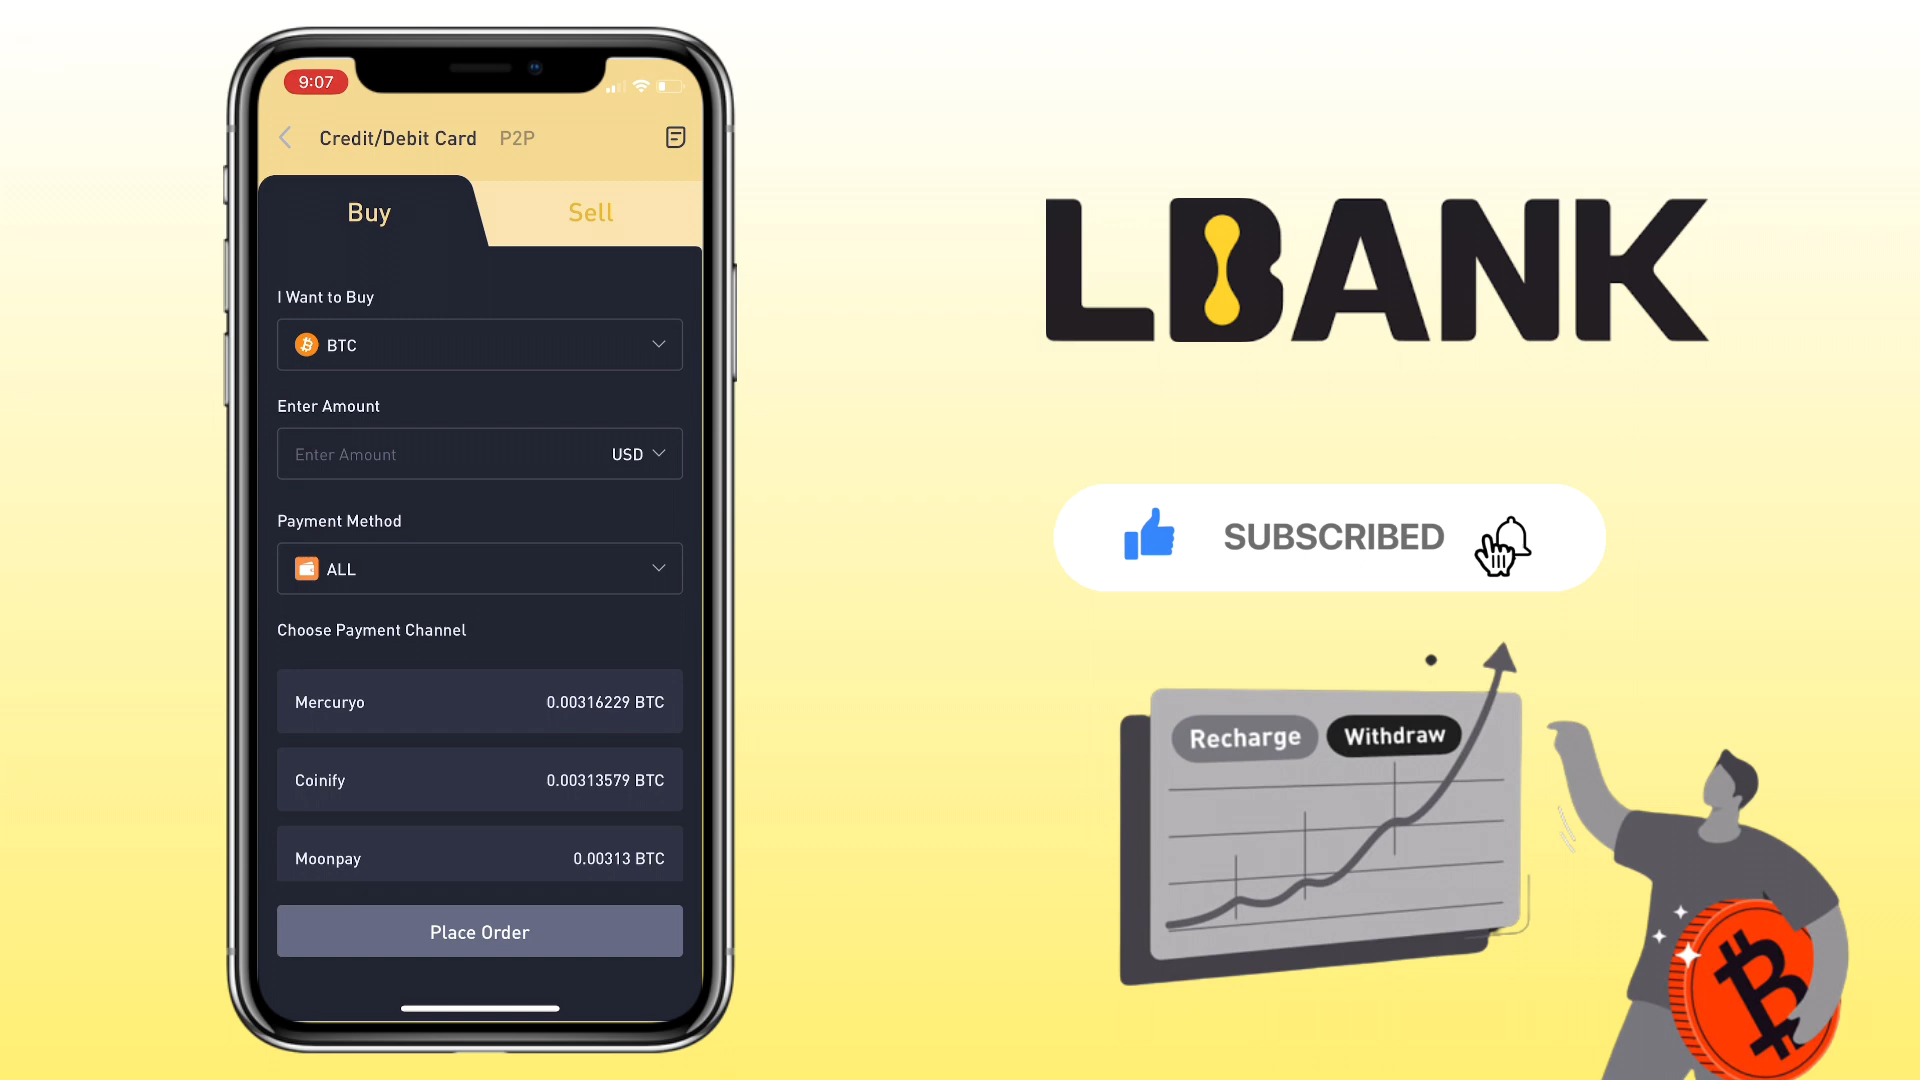 9:07
Credit/Debit Card P2P
Buy Sell
I Want to Buy
BTC
Enter Amount
Enter Amount USD
Payment Method
ALL
Choose Payment Channel
Mercuryo 0.00316229 BTC
Coinify 0.00313579 BTC
Moonpay 0.00313 BTC
Place Order
LBANK
SUBSCRIBED
Recharge Withdraw